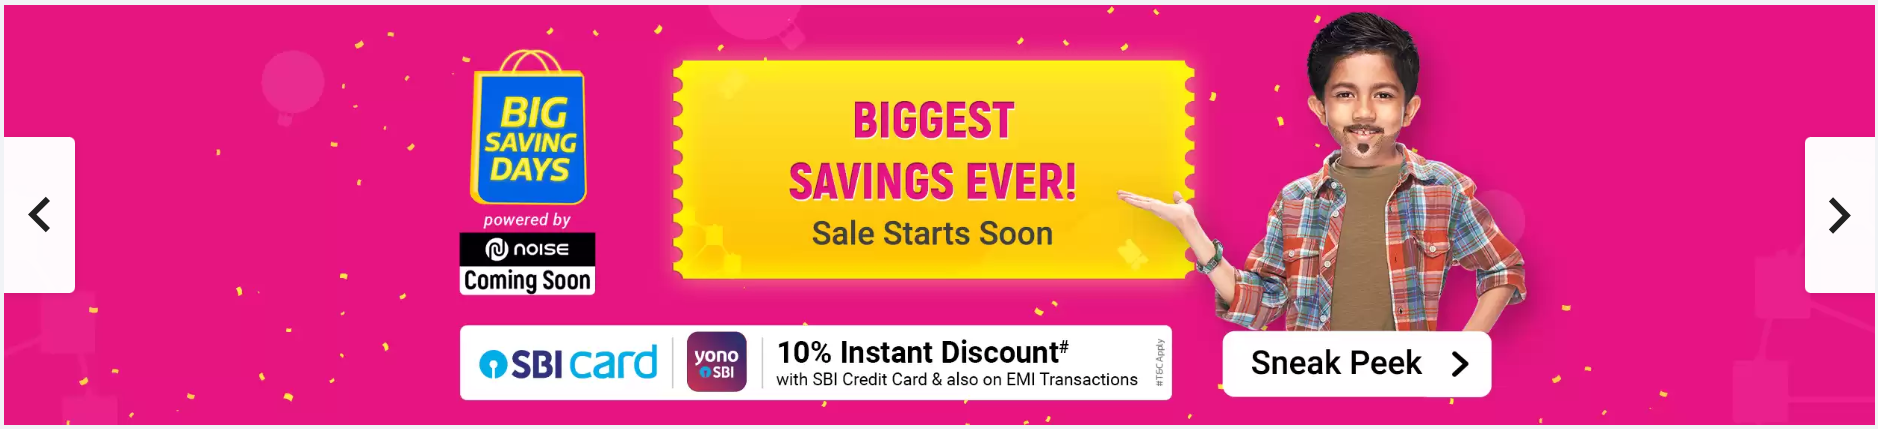 BIG
SAVING
DAYS
powered by
NOISE
Coming Soon
BIGGEST
SAVINGS EVER!
Sale Starts Soon
SBI card
yono
SBI
10% Instant Discount#
with SBI Credit Card & also on EMI Transactions
#T&C Apply
Sneak Peek